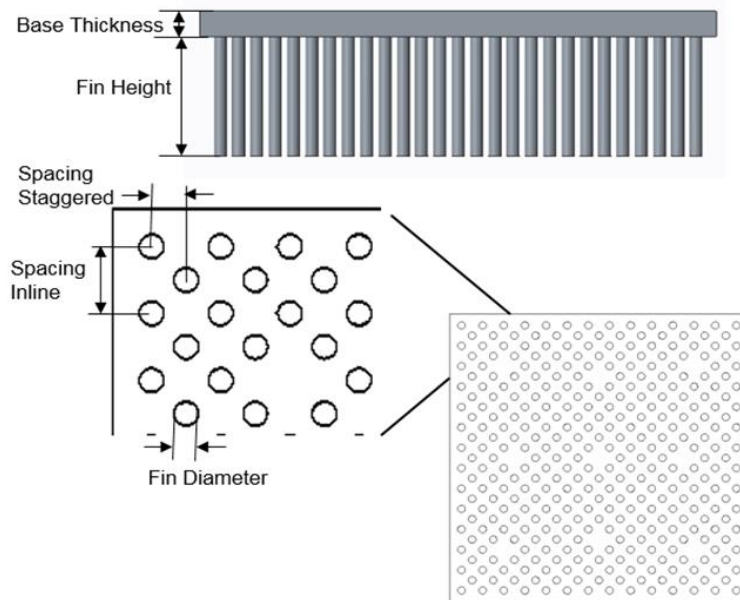 Base Thickness
Fin Height
Spacing
Staggered
Spacing
Inline
Fin Diameter